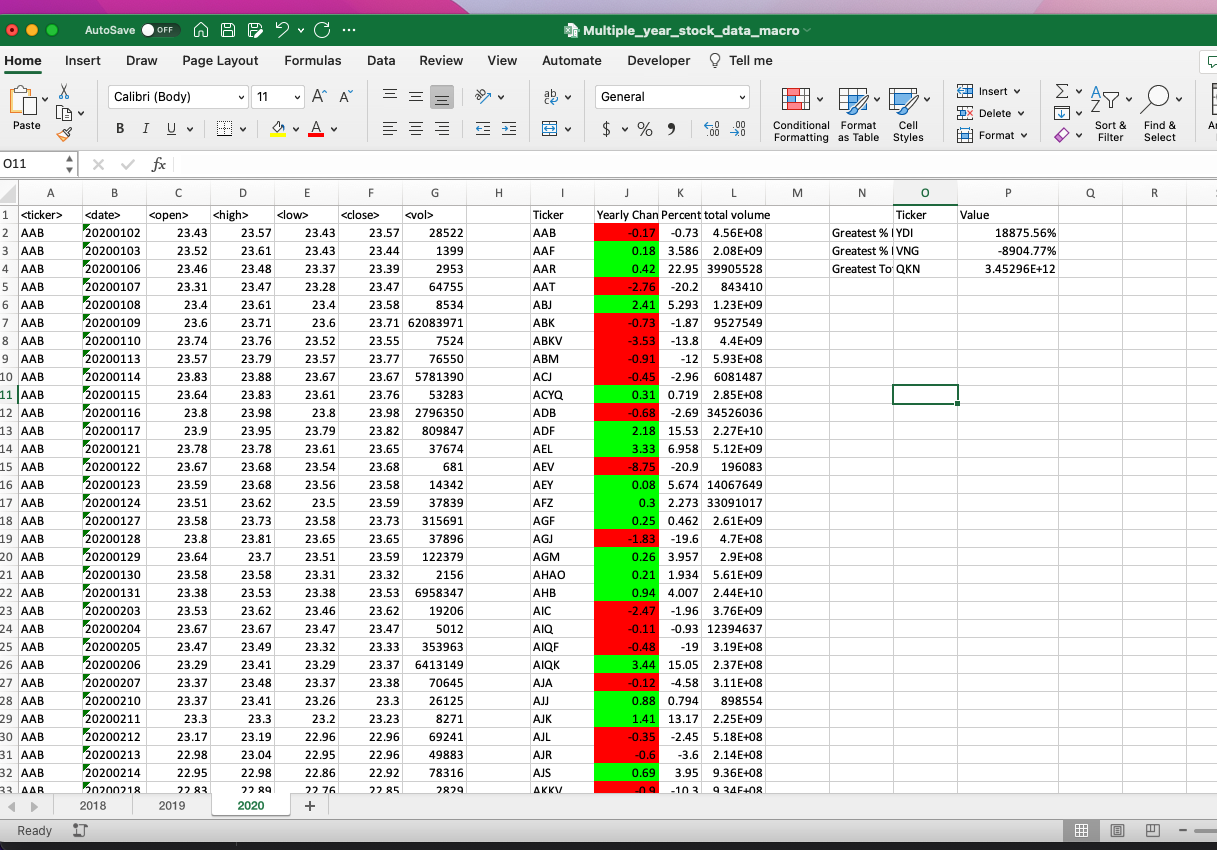 AutoSave OFF Multiple_year_stock_data_macro
Home Insert Draw Page Layout Formulas Data Review View Automate Developer Tell me
Paste Calibri (Body) 11 General Conditional Formatting Format as Table Cell Styles Insert Delete Format Sort & Filter Find & Select
B I U A A A $ % ab
O11 fx
A B C D E F G H I J K L M N O P Q R
1 <ticker> <date> <open> <high> <low> <close> <vol> Ticker Yearly Chan Percent total volume Ticker Value
2 AAB 20200102 23.43 23.57 23.43 23.57 28522 AAB -0.17 -0.73 4.56E+08 Greatest % I YDI 18875.56%
3 AAB 20200103 23.52 23.61 23.43 23.44 1399 AAF 0.18 3.586 2.08E+09 Greatest % I VNG -8904.77%
4 AAB 20200106 23.46 23.48 23.37 23.39 2953 AAR 0.42 22.95 39905528 Greatest To QKN 3.45296E+12
5 AAB 20200107 23.31 23.47 23.28 23.47 64755 AAT -2.76 -20.2 843410
6 AAB 20200108 23.4 23.61 23.4 23.58 8534 ABJ 2.41 5.293 1.23E+09
7 AAB 20200109 23.6 23.71 23.6 23.71 62083971 ABK -0.73 -1.87 9527549
8 AAB 20200110 23.74 23.76 23.52 23.55 7524 ABKV -3.53 -13.8 4.4E+09
9 AAB 20200113 23.57 23.79 23.57 23.77 76550 ABM -0.91 -12 5.93E+08
10 AAB 20200114 23.83 23.88 23.67 23.67 5781390 ACJ -0.45 -2.96 6081487
11 AAB 20200115 23.64 23.83 23.61 23.76 53283 ACYQ 0.31 0.719 2.85E+08
12 AAB 20200116 23.8 23.98 23.8 23.98 2796350 ADB -0.68 -2.69 34526036
13 AAB 20200117 23.9 23.95 23.79 23.82 809847 ADF 2.18 15.53 2.27E+10
14 AAB 20200121 23.78 23.78 23.61 23.65 37674 AEL 3.33 6.958 5.12E+09
15 AAB 20200122 23.67 23.68 23.54 23.68 681 AEV -8.75 -20.9 196083
16 AAB 20200123 23.59 23.68 23.56 23.58 14342 AEY 0.08 5.674 14067649
17 AAB 20200124 23.51 23.62 23.5 23.59 37839 AFZ 0.3 2.273 33091017
18 AAB 20200127 23.58 23.73 23.58 23.73 315691 AGF 0.25 0.462 2.61E+09
19 AAB 20200128 23.8 23.81 23.65 23.65 37896 AGJ -1.83 -19.6 4.7E+08
20 AAB 20200129 23.64 23.7 23.51 23.59 122379 AGM 0.26 3.957 2.9E+08
21 AAB 20200130 23.58 23.58 23.31 23.32 2156 AHAO 0.21 1.934 5.61E+09
22 AAB 20200131 23.38 23.53 23.38 23.53 6958347 AHB 0.94 4.007 2.44E+10
23 AAB 20200203 23.53 23.62 23.46 23.62 19206 AIC -2.47 -1.96 3.76E+09
24 AAB 20200204 23.67 23.67 23.47 23.47 5012 AIQ -0.11 -0.93 12394637
25 AAB 20200205 23.47 23.49 23.32 23.33 353963 AIQF -0.48 -19 3.19E+08
26 AAB 20200206 23.29 23.41 23.29 23.37 6413149 AIQK 3.44 15.05 2.37E+08
27 AAB 20200207 23.37 23.48 23.37 23.38 70645 AJA -0.12 -4.58 3.11E+08
28 AAB 20200210 23.37 23.41 23.26 23.3 26125 AJJ 0.88 0.794 898554
29 AAB 20200211 23.3 23.3 23.2 23.23 8271 AJK 1.41 13.17 2.25E+09
30 AAB 20200212 23.17 23.19 22.96 22.96 69241 AJL -0.35 -2.45 5.18E+08
31 AAB 20200213 22.98 23.04 22.95 22.96 49883 AJR -0.6 -3.6 2.14E+08
32 AAB 20200214 22.95 22.98 22.86 22.92 78316 AJS 0.69 3.95 9.36E+08
33 AAB 20200218 22.83 22.89 22.76 22.85 2829 AKKV -0.9 -10.3 9.34E+08
2018 2019 2020 +
Ready